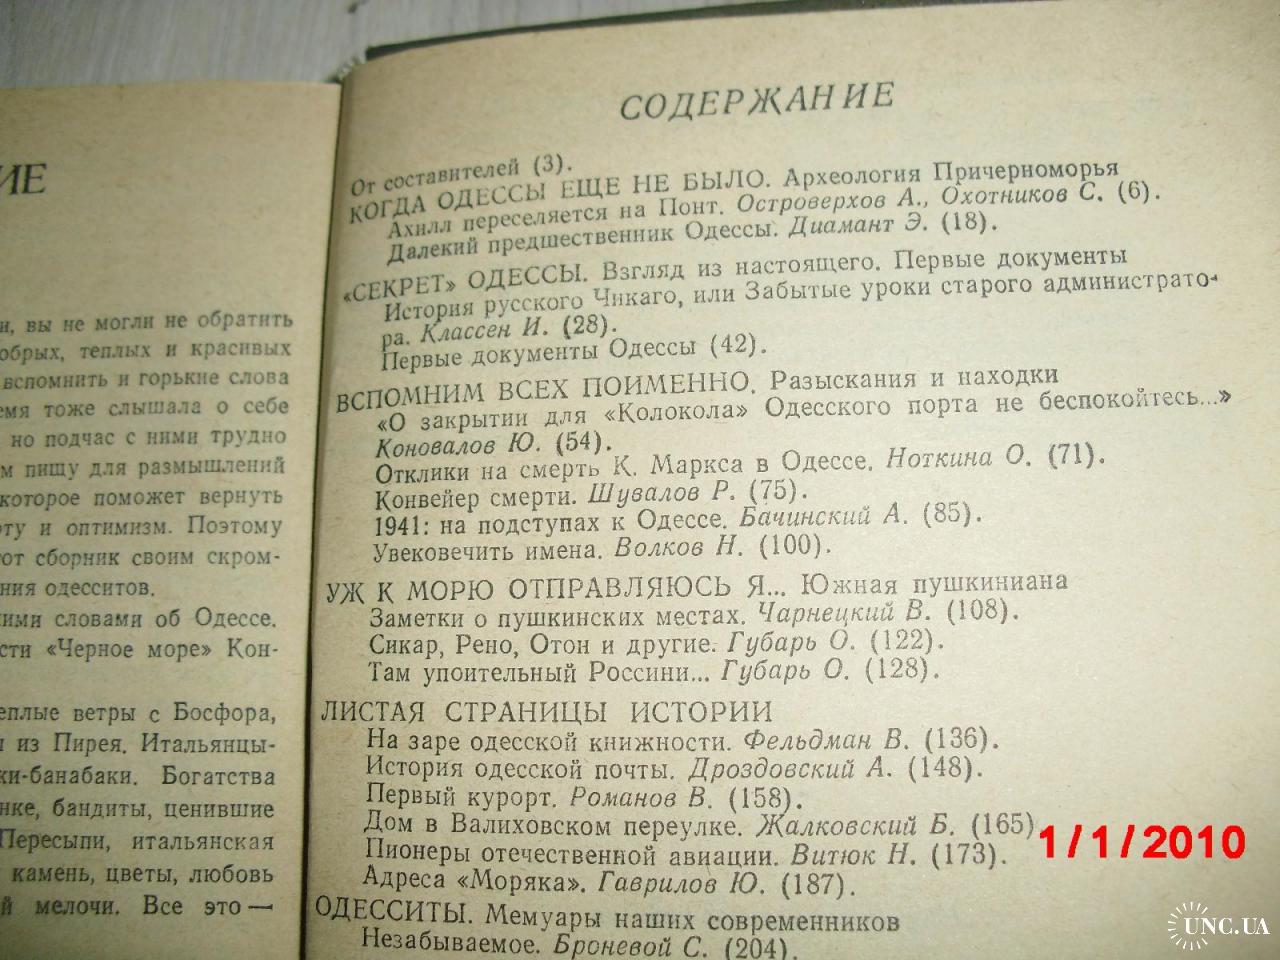 ИЕ
и, вы не могли не обратить
обрых, теплых и красивых
вспомнить и горькие слова
емя тоже слышала о себе
но подчас с ними трудно
м пищу для размышлений
которое поможет вернуть
ту и оптимизм. Поэтому
от сборник своим скром-
ния одесситов.
ими словами об Одессе.
сти «Черное море» Кон-
еплые ветры с Босфора,
из Пирея. Итальянцы-
ки-банабаки. Богатства
нке, бандиты, ценившие
Пересыпи, итальянская
камень, цветы, любовь
й мелочи. Все это —
СОДЕРЖАНИЕ
От составителей (3).
КОГДА ОДЕССЫ ЕЩЕ НЕ БЫЛО. Археология Причерноморья
Ахилл переселяется на Понт. Островерхов А., Охотников С. (6).
Далекий предшественник Одессы. Диамант Э. (18).
«СЕКРЕТ» ОДЕССЫ. Взгляд из настоящего. Первые документы
История русского Чикаго, или Забытые уроки старого администрато-
ра. Классен И. (28).
Первые документы Одессы (42).
ВСПОМНИМ ВСЕХ ПОИМЕННО. Разыскания и находки
«О закрытии для «Колокола» Одесского порта не беспокойтесь...»
Коновалов Ю. (54).
Отклики на смерть К. Маркса в Одессе. Ноткина О. (71).
Конвейер смерти. Шувалов Р. (75).
1941: на подступах к Одессе. Бачинский А. (85).
Увековечить имена. Волков Н. (100).
УЖ К МОРЮ ОТПРАВЛЯЮСЬ Я... Южная пушкиниана
Заметки о пушкинских местах. Чарнецкий В. (108).
Сикар, Рено, Отон и другие. Губарь О. (122).
Там упоительный Россини... Губарь О. (128).
ЛИСТАЯ СТРАНИЦЫ ИСТОРИИ
На заре одесской книжности. Фельдман В. (136).
История одесской почты. Дроздовский А. (148).
Первый курорт. Романов В. (158).
Дом в Валиховском переулке. Жалковский Б. (165)
Пионеры отечественной авиации. Витюк Н. (173).
Адреса «Моряка». Гаврилов Ю. (187).
ОДЕССИТЫ. Мемуары наших современников
Незабываемое. Броневой С. (204).
1/1/2010
UNC.UA